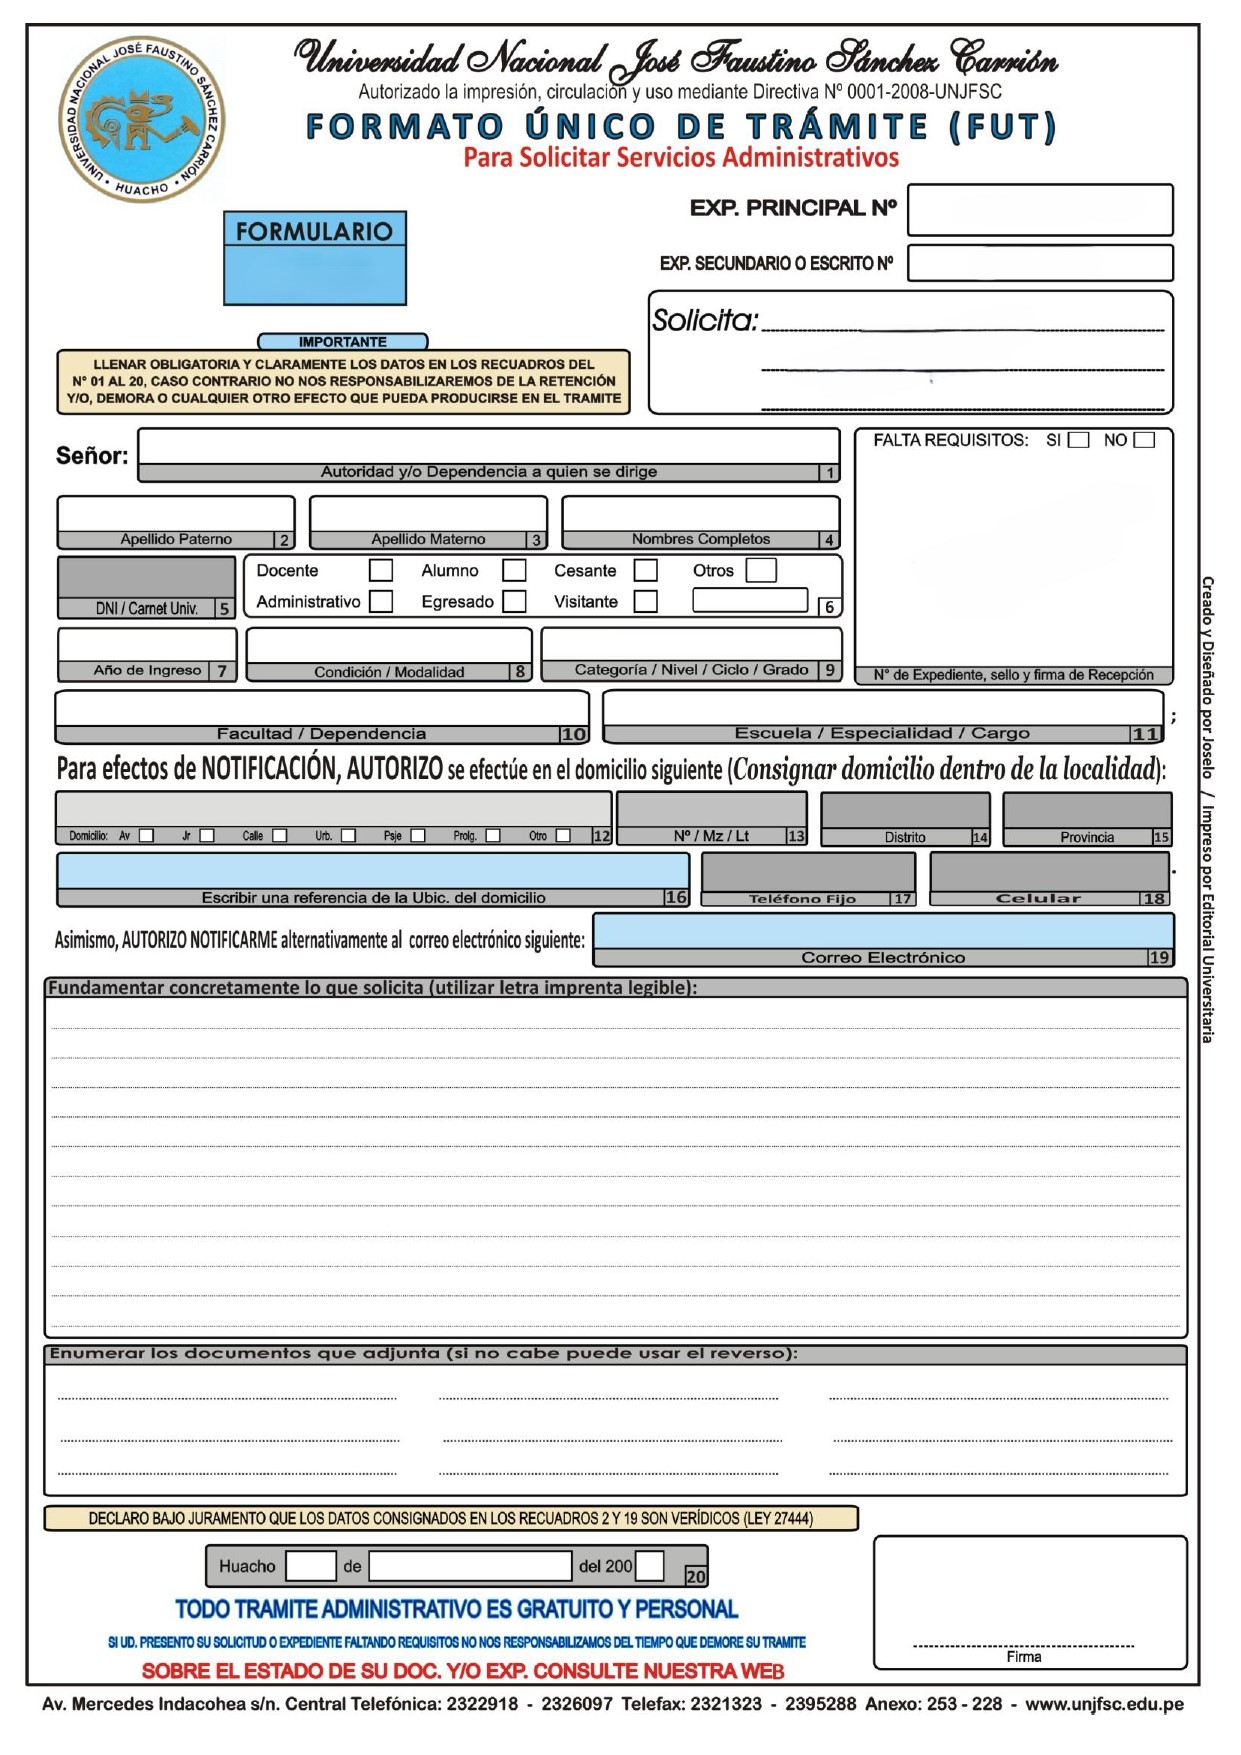 UNIVERSIDAD NACIONAL JOSÉ FAUSTINO SÁNCHEZ CARRIÓN
• HUACHO •
Universidad Nacional José Faustino Sánchez Carrión
Autorizado la impresión, circulación y uso mediante Directiva Nº 0001-2008-UNJFSC
FORMATO ÚNICO DE TRÁMITE (FUT)
Para Solicitar Servicios Administrativos
EXP. PRINCIPAL Nº
FORMULARIO
EXP. SECUNDARIO O ESCRITO Nº
Solicita:
IMPORTANTE
LLENAR OBLIGATORIA Y CLARAMENTE LOS DATOS EN LOS RECUADROS DEL
N° 01 AL 20, CASO CONTRARIO NO NOS RESPONSABILIZAREMOS DE LA RETENCIÓN
Y/O, DEMORA O CUALQUIER OTRO EFECTO QUE PUEDA PRODUCIRSE EN EL TRAMITE
Señor:
Autoridad y/o Dependencia a quien se dirige 1
FALTA REQUISITOS: SI NO
Apellido Paterno 2 Apellido Materno 3 Nombres Completos 4
Docente Alumno Cesante Otros
Administrativo Egresado Visitante 6
DNI / Carnet Univ. 5
Año de Ingreso 7 Condición / Modalidad 8 Categoría / Nivel / Ciclo / Grado 9
N° de Expediente, sello y firma de Recepción
Facultad / Dependencia 10 Escuela / Especialidad / Cargo 11 ;
Para efectos de NOTIFICACIÓN, AUTORIZO se efectúe en el domicilio siguiente (Consignar domicilio dentro de la localidad):
Domicilio: Av Jr Calle Urb. Psje Prolg. Otro 12 Nº / Mz / Lt 13 Distrito 14 Provincia 15
Escribir una referencia de la Ubic. del domicilio 16 Teléfono Fijo 17 Celular 18 .
Asimismo, AUTORIZO NOTIFICARME alternativamente al correo electrónico siguiente:
Correo Electrónico 19
Fundamentar concretamente lo que solicita (utilizar letra imprenta legible):
Enumerar los documentos que adjunta (si no cabe puede usar el reverso):
DECLARO BAJO JURAMENTO QUE LOS DATOS CONSIGNADOS EN LOS RECUADROS 2 Y 19 SON VERÍDICOS (LEY 27444)
Huacho de del 200 20
TODO TRAMITE ADMINISTRATIVO ES GRATUITO Y PERSONAL
SI UD. PRESENTO SU SOLICITUD O EXPEDIENTE FALTANDO REQUISITOS NO NOS RESPONSABILIZAMOS DEL TIEMPO QUE DEMORE SU TRAMITE
SOBRE EL ESTADO DE SU DOC. Y/O EXP. CONSULTE NUESTRA WEB
Firma
Av. Mercedes Indacohea s/n. Central Telefónica: 2322918 - 2326097 Telefax: 2321323 - 2395288 Anexo: 253 - 228 - www.unjfsc.edu.pe
Creado y Diseñado por Joselo / Impreso por Editorial Universitaria